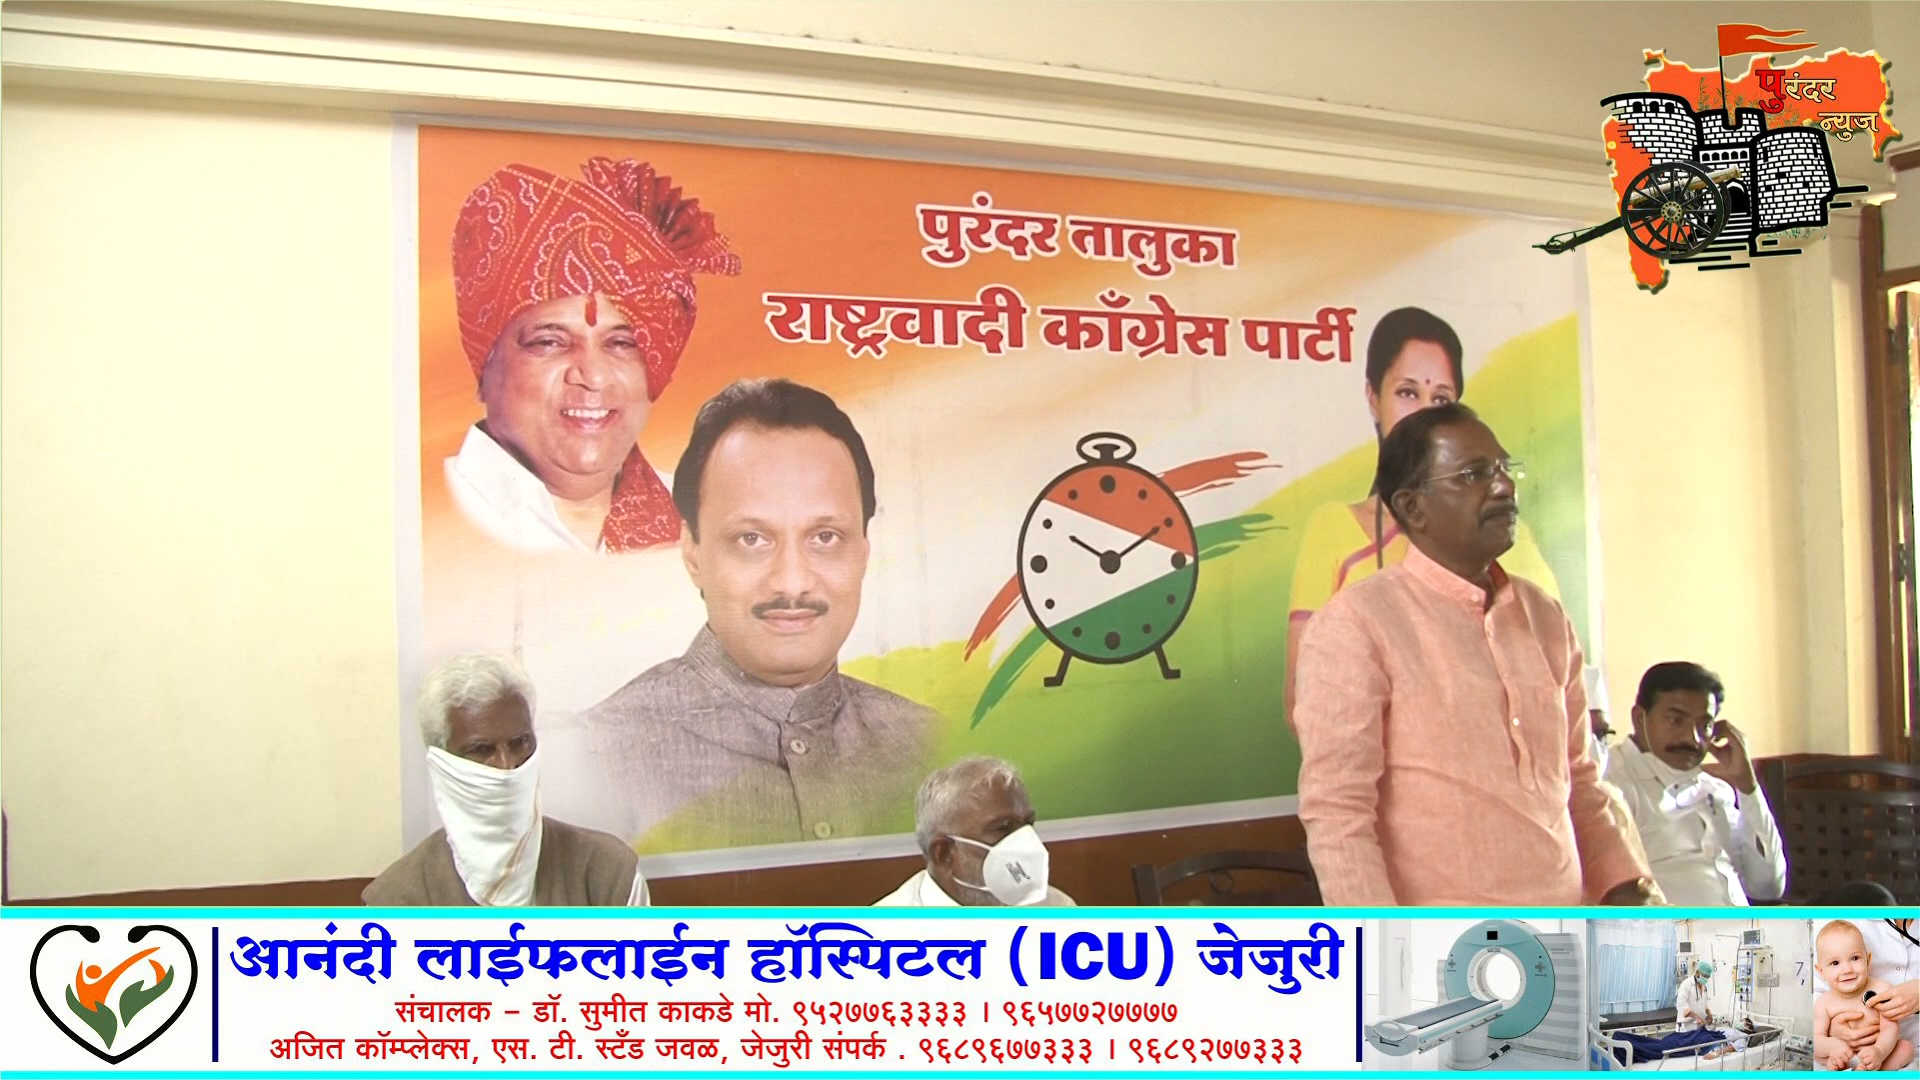 पुरंदर
न्युज
पुरंदर तालुका
राष्ट्रवादी काँग्रेस पार्टी
आनंदी लाईफलाईन हॉस्पिटल (ICU) जेजुरी
संचालक - डॉ. सुमीत काकडे मो. ९५२७७६३३३३ । ९६५७७२७७७७
अजित कॉम्प्लेक्स, एस. टी. स्टँड जवळ, जेजुरी संपर्क . ९६८९६७७३३३ । ९६८९२७७३३३